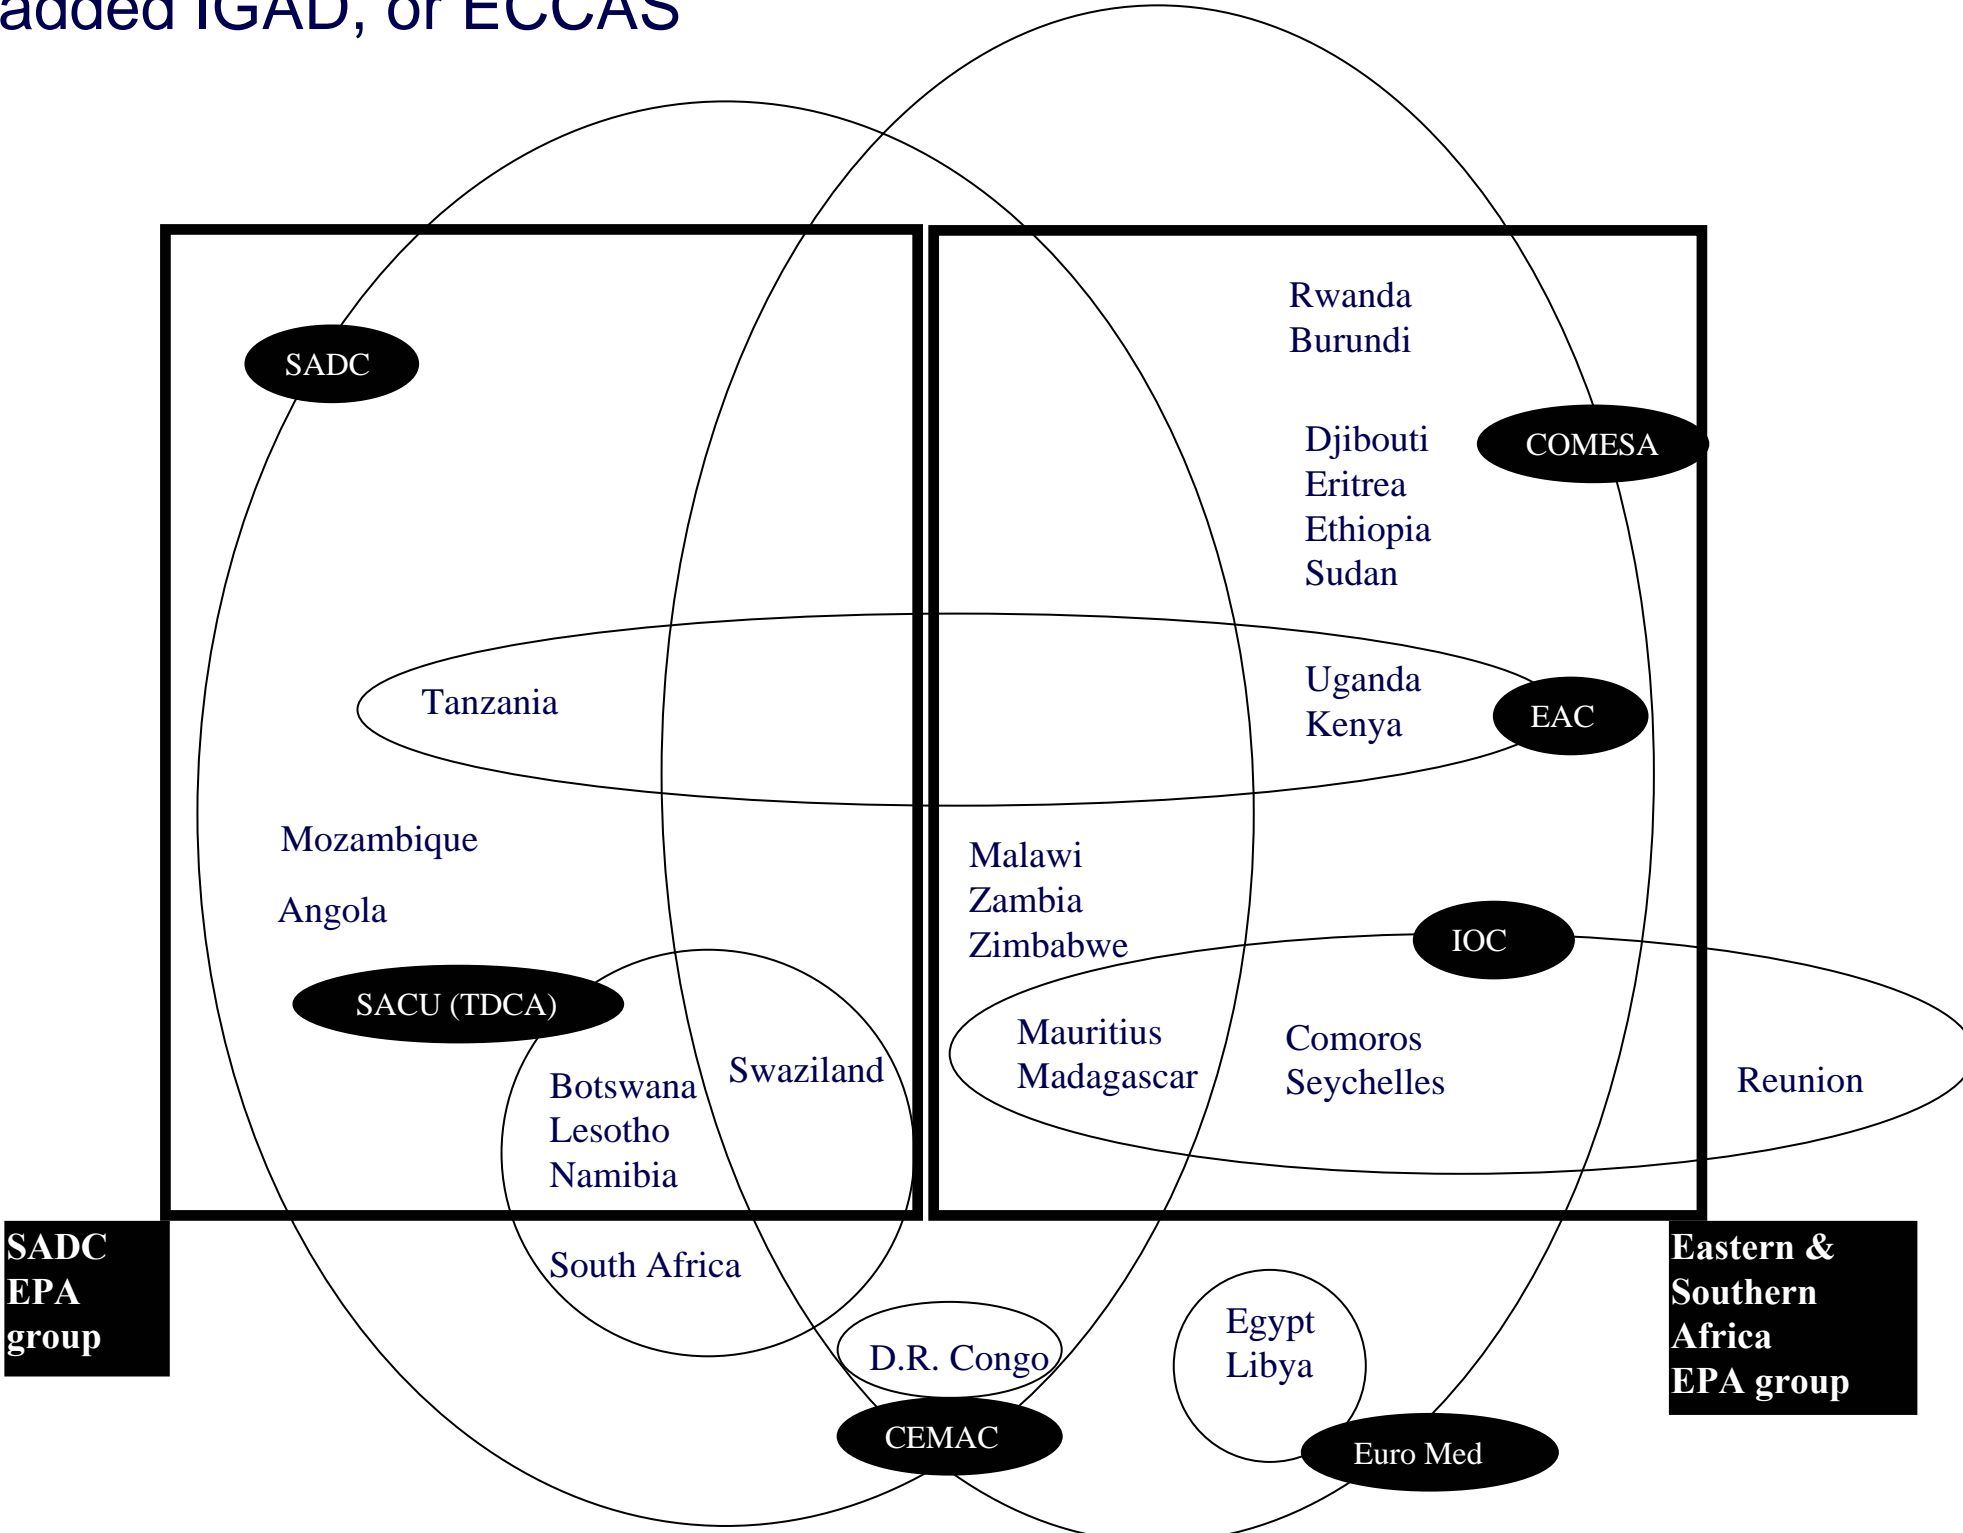 added IGAD, or ECCAS
Rwanda
Burundi
SADC
Djibouti
Eritrea
Ethiopia
Sudan
COMESA
Tanzania
Uganda
Kenya
EAC
Mozambique
Angola
Malawi
Zambia
Zimbabwe
IOC
SACU (TDCA)
Botswana
Lesotho
Namibia
Swaziland
Mauritius
Madagascar
Comoros
Seychelles
Reunion
South Africa
SADC
EPA
group
D.R. Congo
CEMAC
Egypt
Libya
Euro Med
Eastern &
Southern
Africa
EPA group